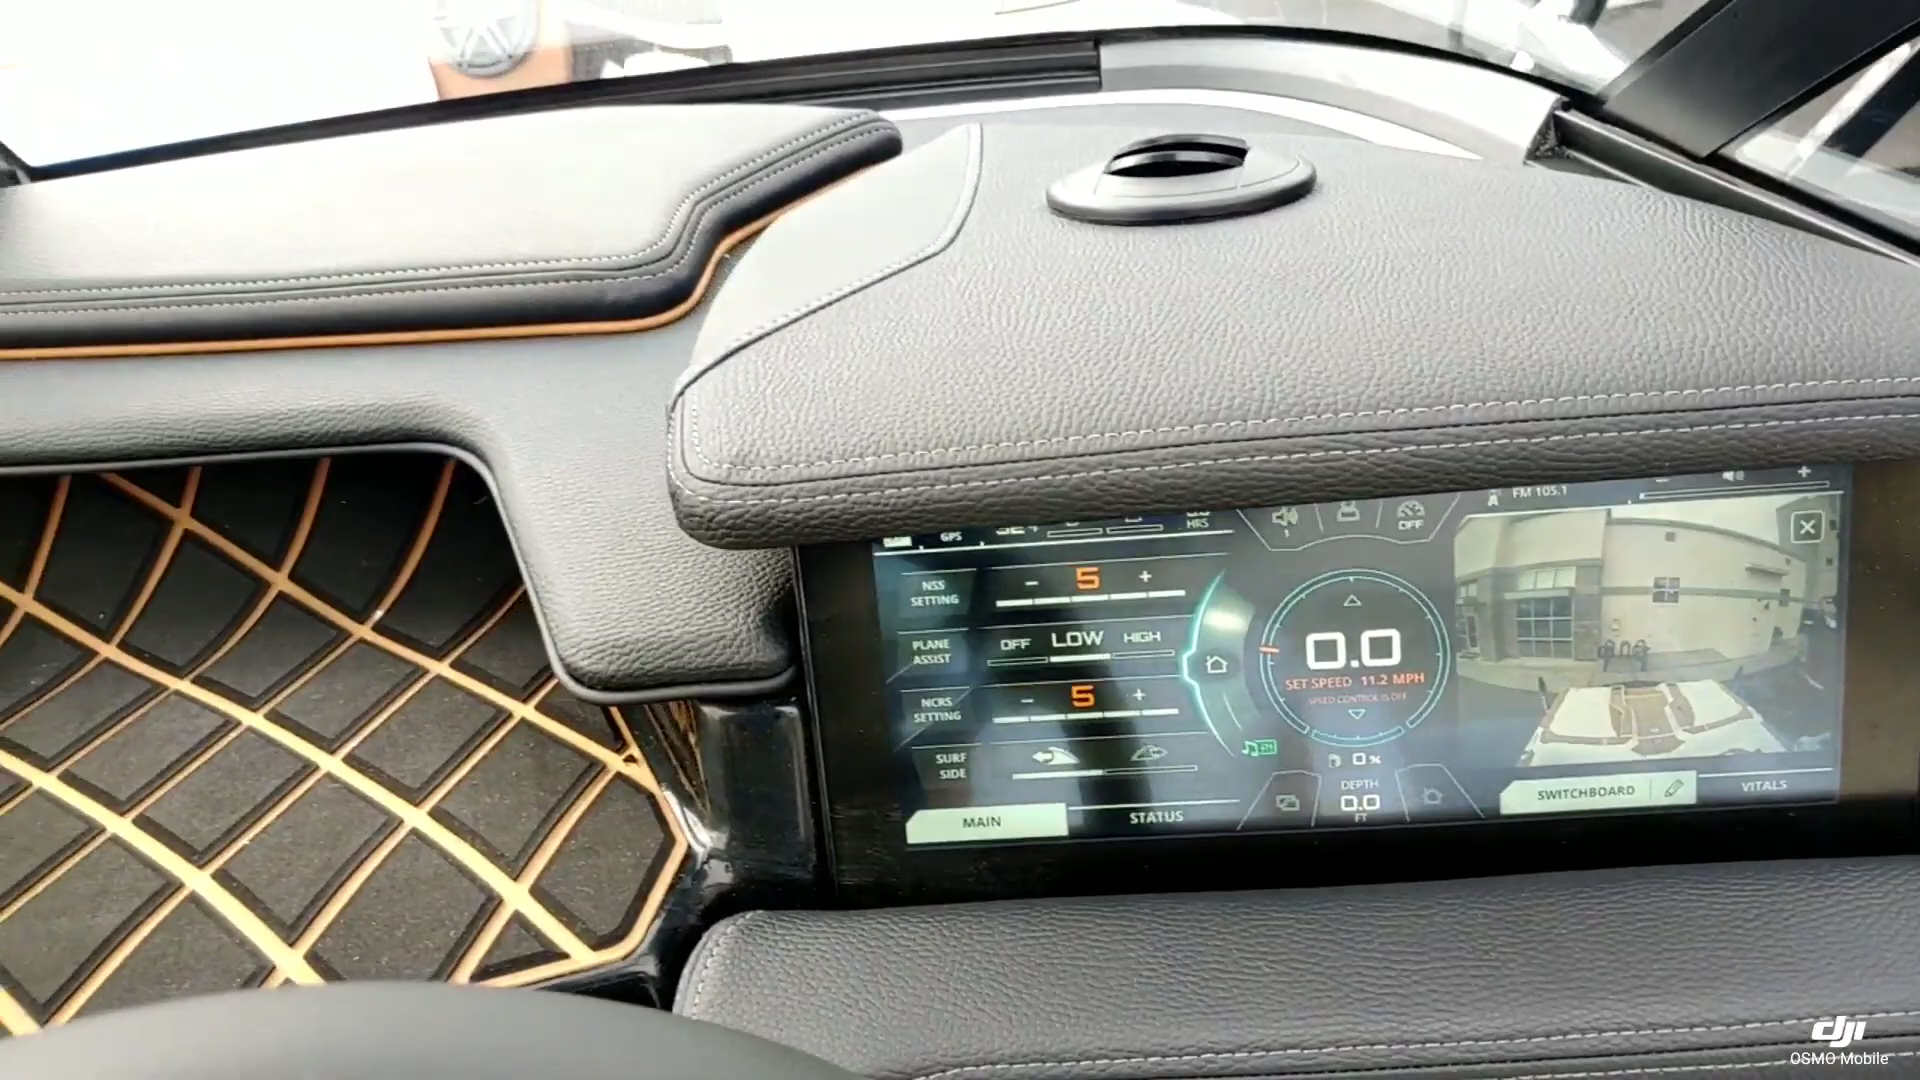 FM 105.1
GPS
HRS
1
OFF
NSS
SETTING
- 5 +
PLANE
ASSIST
OFF LOW HIGH
NCRS
SETTING
- 5 +
SURF
SIDE
0.0
SET SPEED 11.2 MPH
SPEED CONTROL IS OFF
0%
DEPTH
0.0
FT
MAIN
STATUS
SWITCHBOARD
VITALS
dji
OSMO Mobile